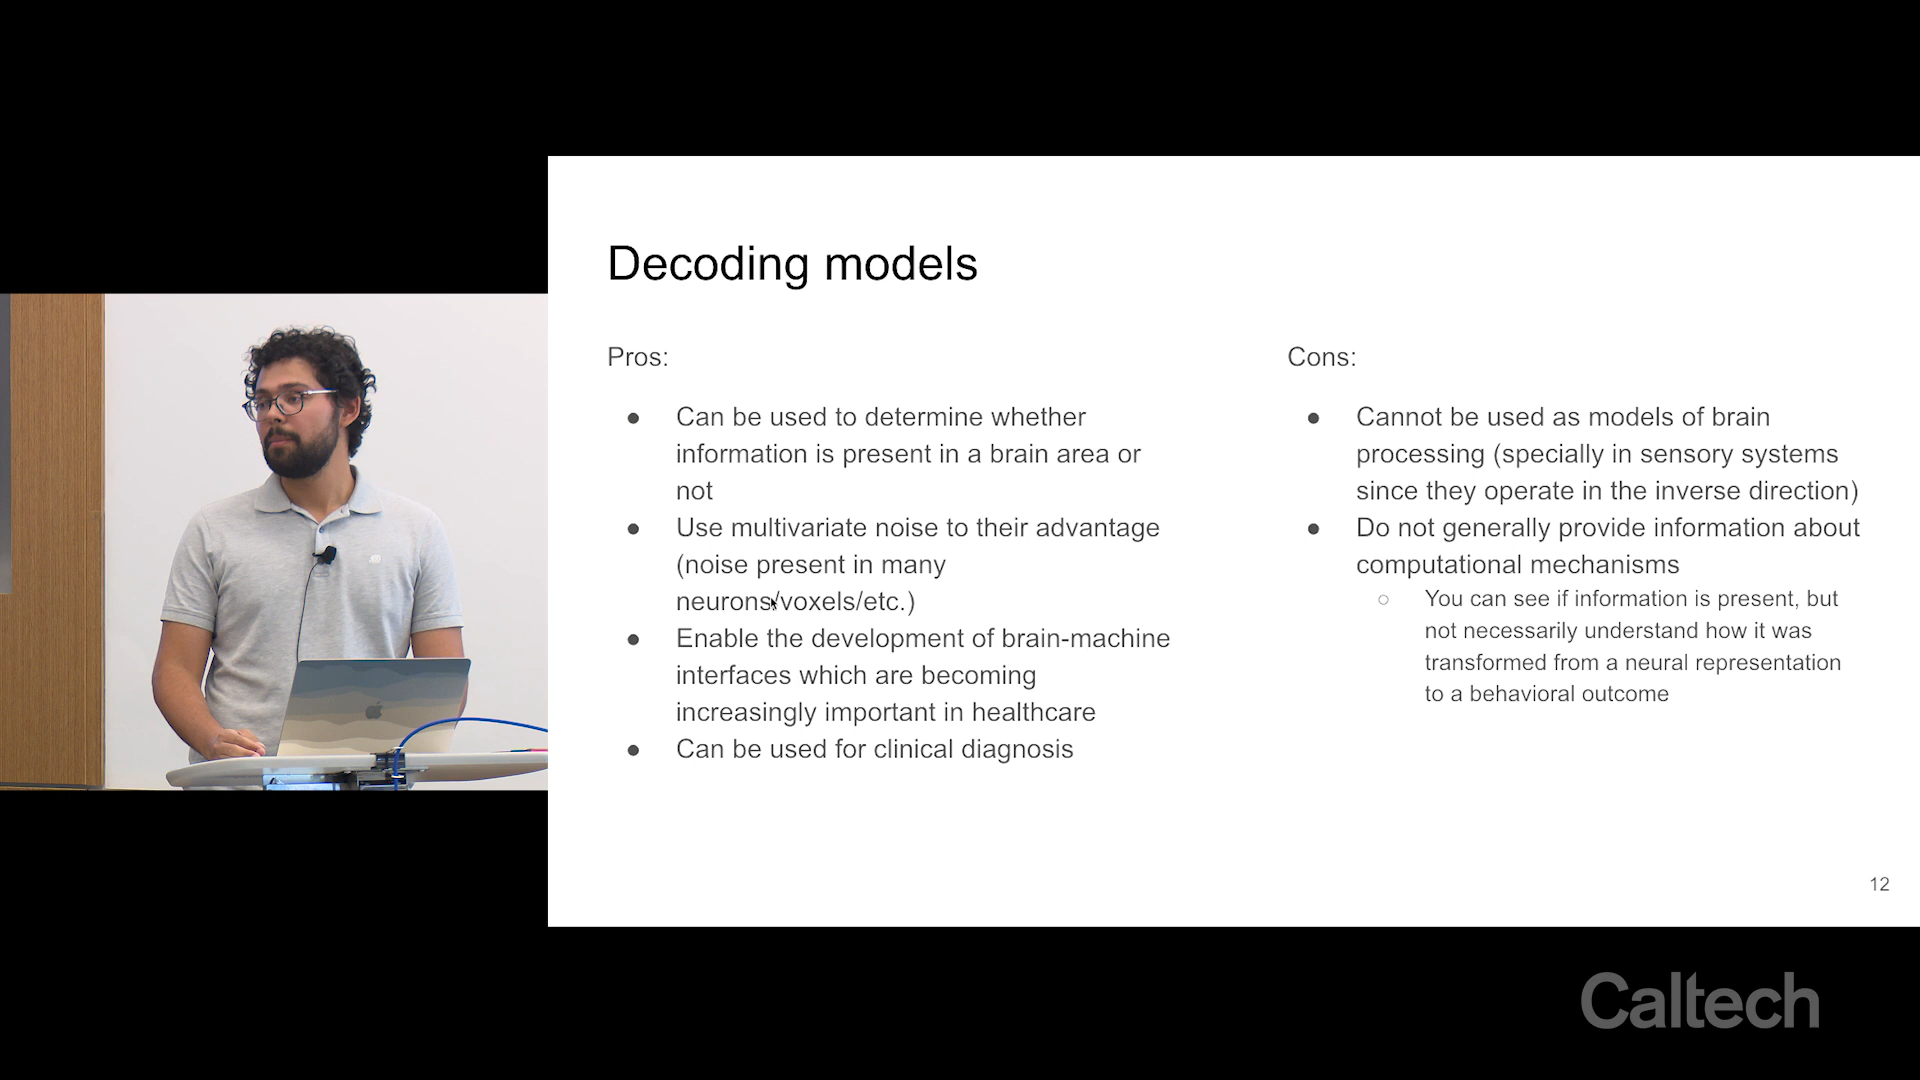 Decoding models
Pros:
● Can be used to determine whether
information is present in a brain area or
not
● Use multivariate noise to their advantage
(noise present in many
neurons/voxels/etc.)
● Enable the development of brain-machine
interfaces which are becoming
increasingly important in healthcare
● Can be used for clinical diagnosis
Cons:
● Cannot be used as models of brain
processing (specially in sensory systems
since they operate in the inverse direction)
● Do not generally provide information about
computational mechanisms
○ You can see if information is present, but
not necessarily understand how it was
transformed from a neural representation
to a behavioral outcome
12
Caltech